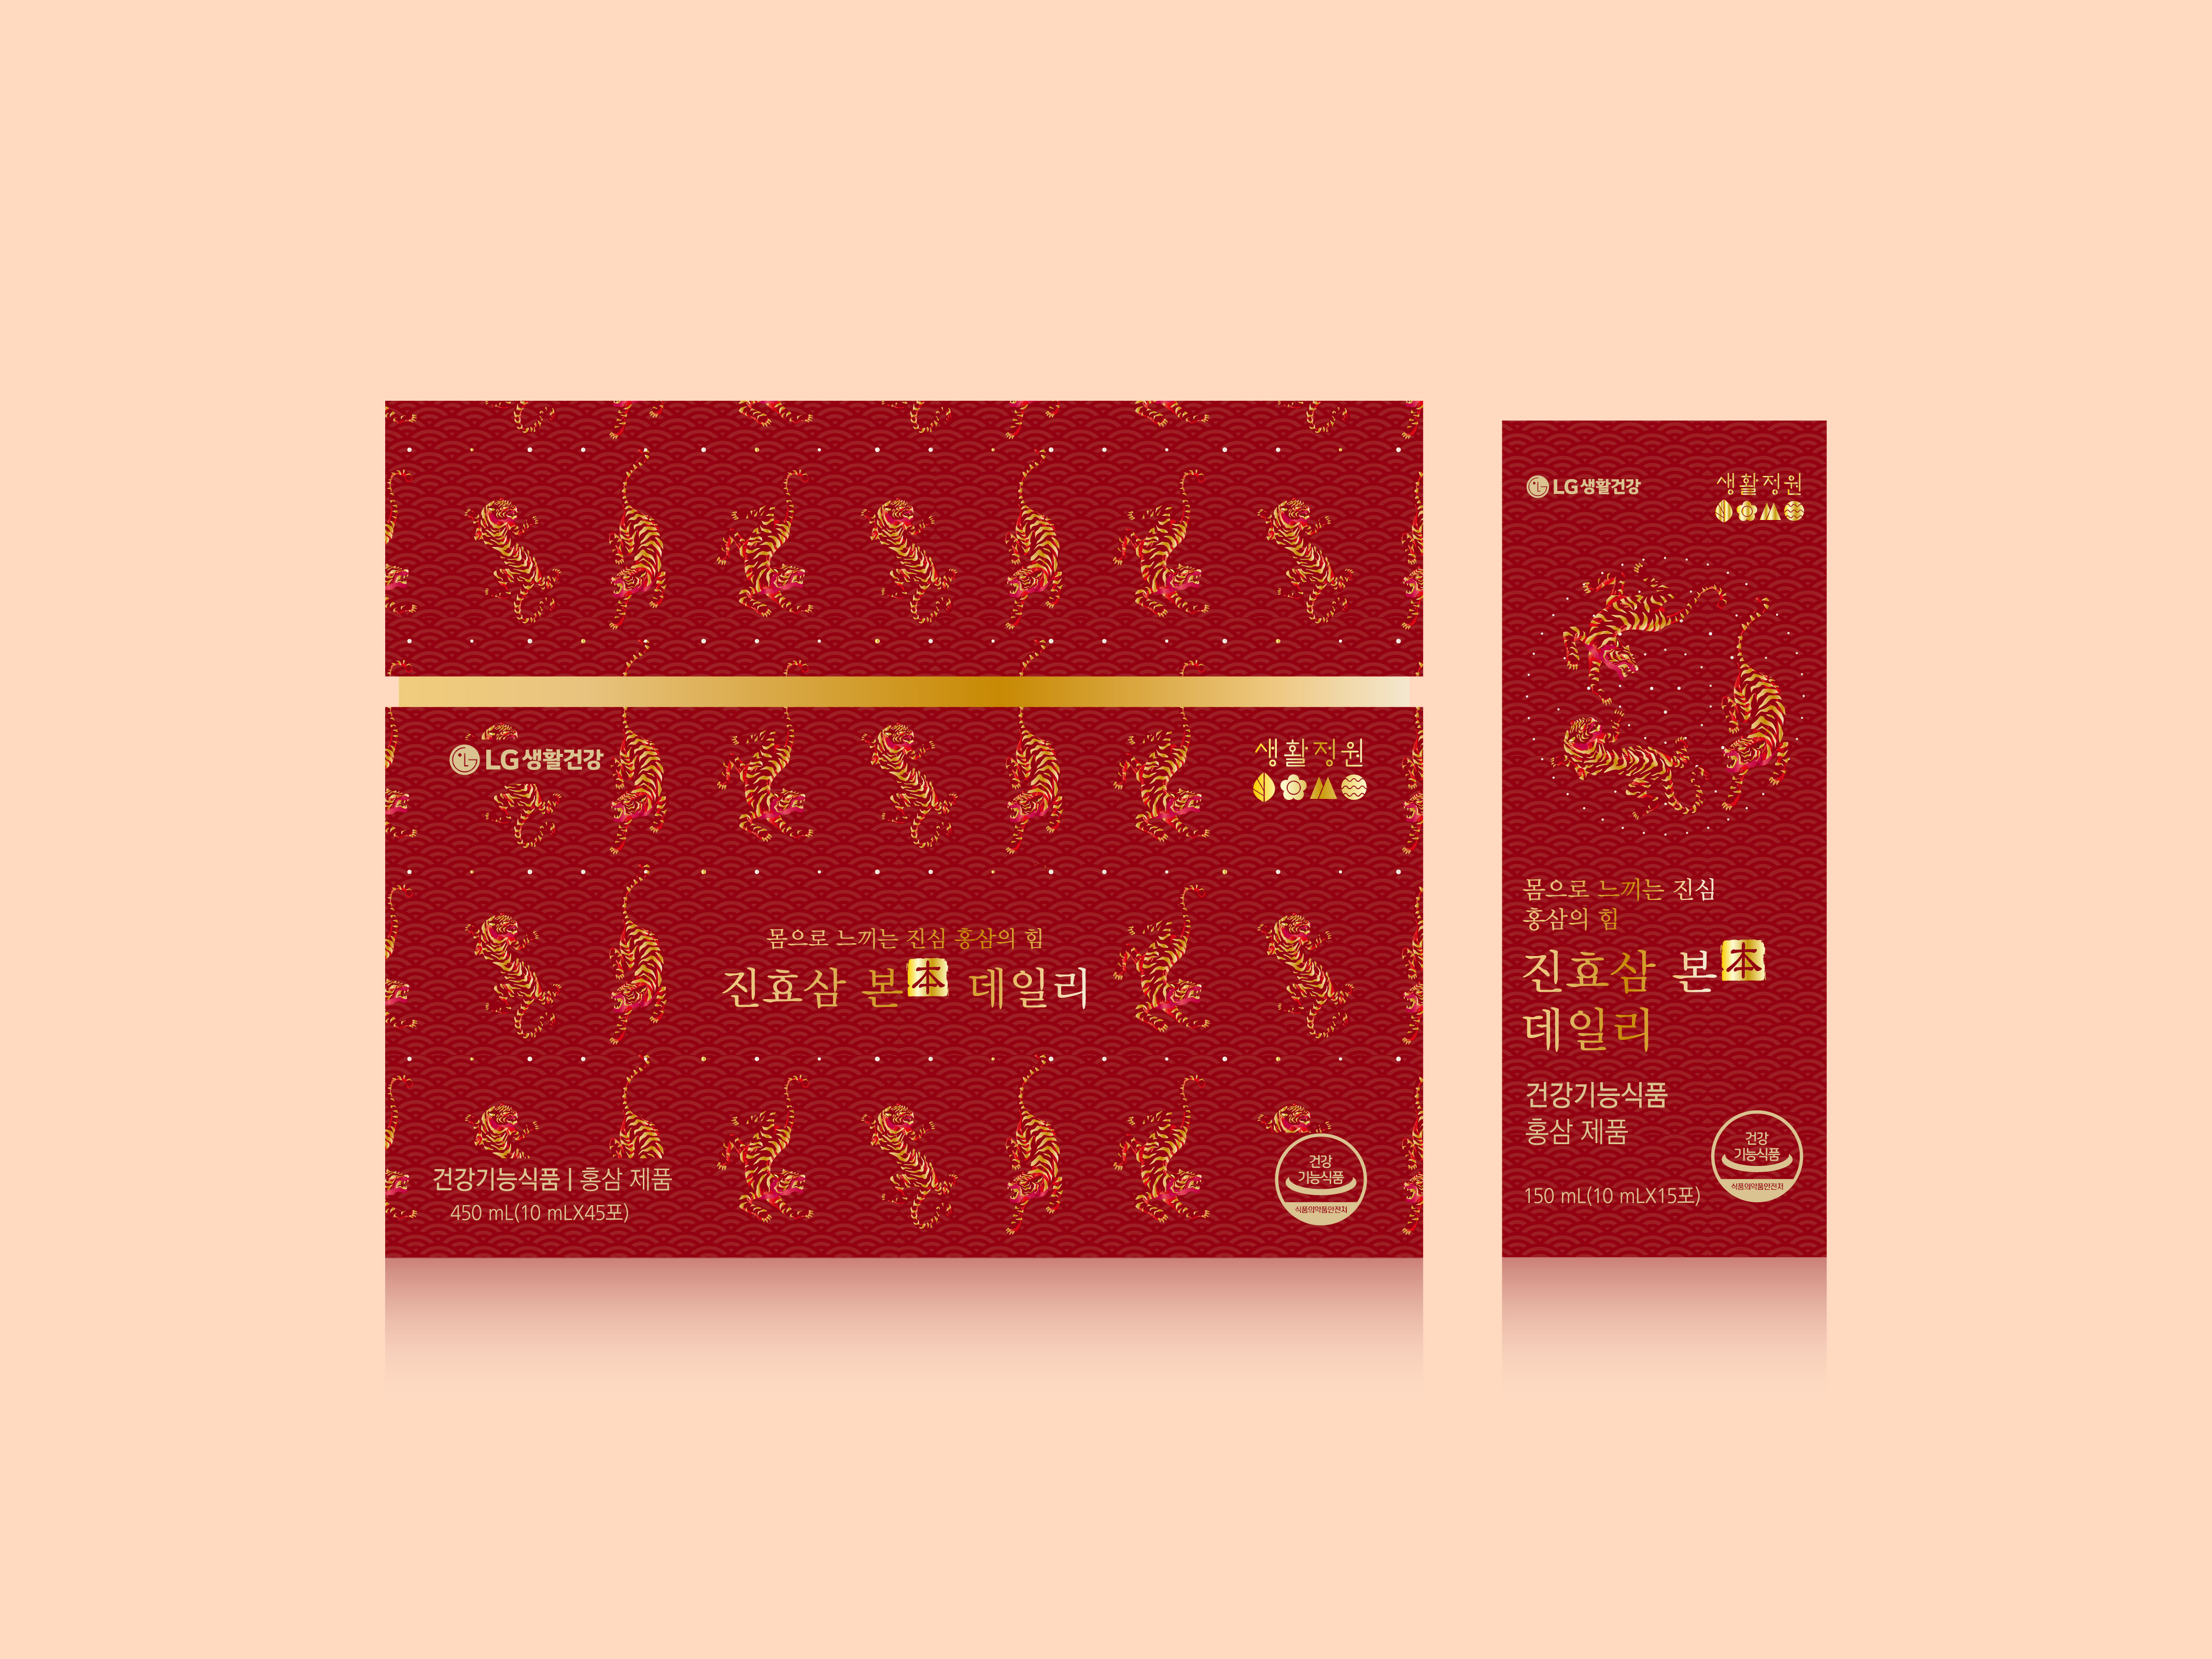 LG생활건강
생활정원
몸으로 느끼는 진심 홍삼의 힘
진효삼 본本 데일리
건강기능식품 | 홍삼 제품
450 mL(10 mLX45포)
건강
기능식품
식품의약품안전처
LG생활건강
생활정원
몸으로 느끼는 진심
홍삼의 힘
진효삼 본本
데일리
건강기능식품
홍삼 제품
150 mL(10 mLX15포)
건강
기능식품
식품의약품안전처